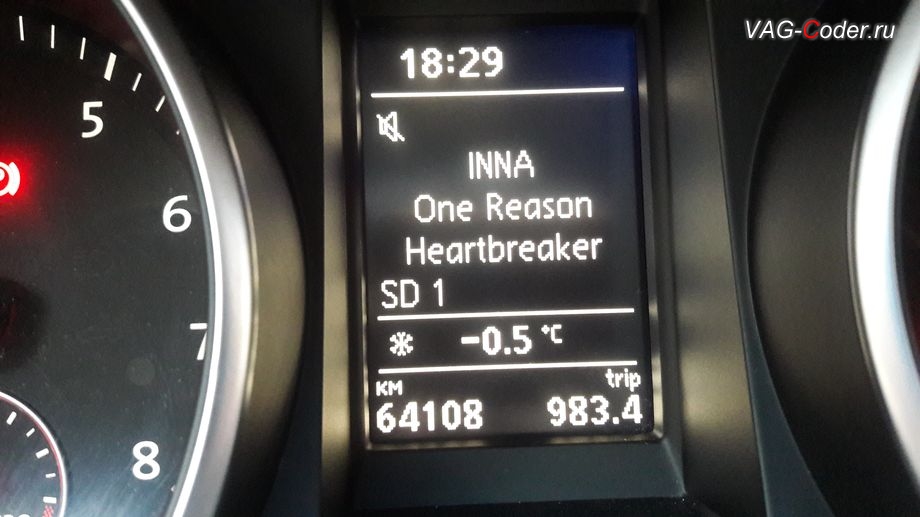 VAG-Coder.ru
18:29
INNA
One Reason
Heartbreaker
SD 1
-0.5 °C
KM
trip
64108
983.4
5
6
7
8